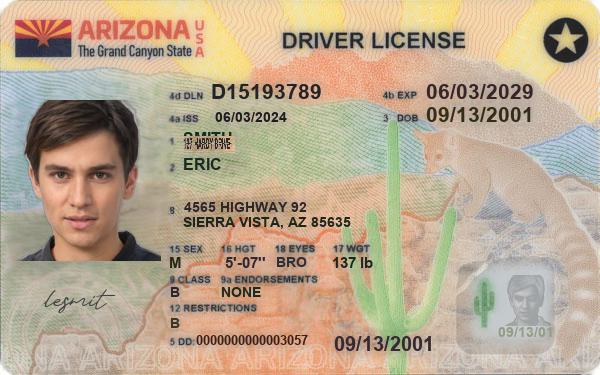 ARIZONA USA
The Grand Canyon State
DRIVER LICENSE
4d DLN D15193789
4b EXP 06/03/2029
4a ISS 06/03/2024
3 DOB 09/13/2001
1 SMITH
2 ERIC
8 4565 HIGHWAY 92
SIERRA VISTA, AZ 85635
15 SEX 16 HGT 18 EYES 17 WGT
M 5'-07" BRO 137 lb
9 CLASS 9a ENDORSEMENTS
B NONE
12 RESTRICTIONS
B
lesmit
09/13/01
5 DD: 0000000000003057
09/13/2001
ARIZONA ARIZONA ARIZONA ARIZONA